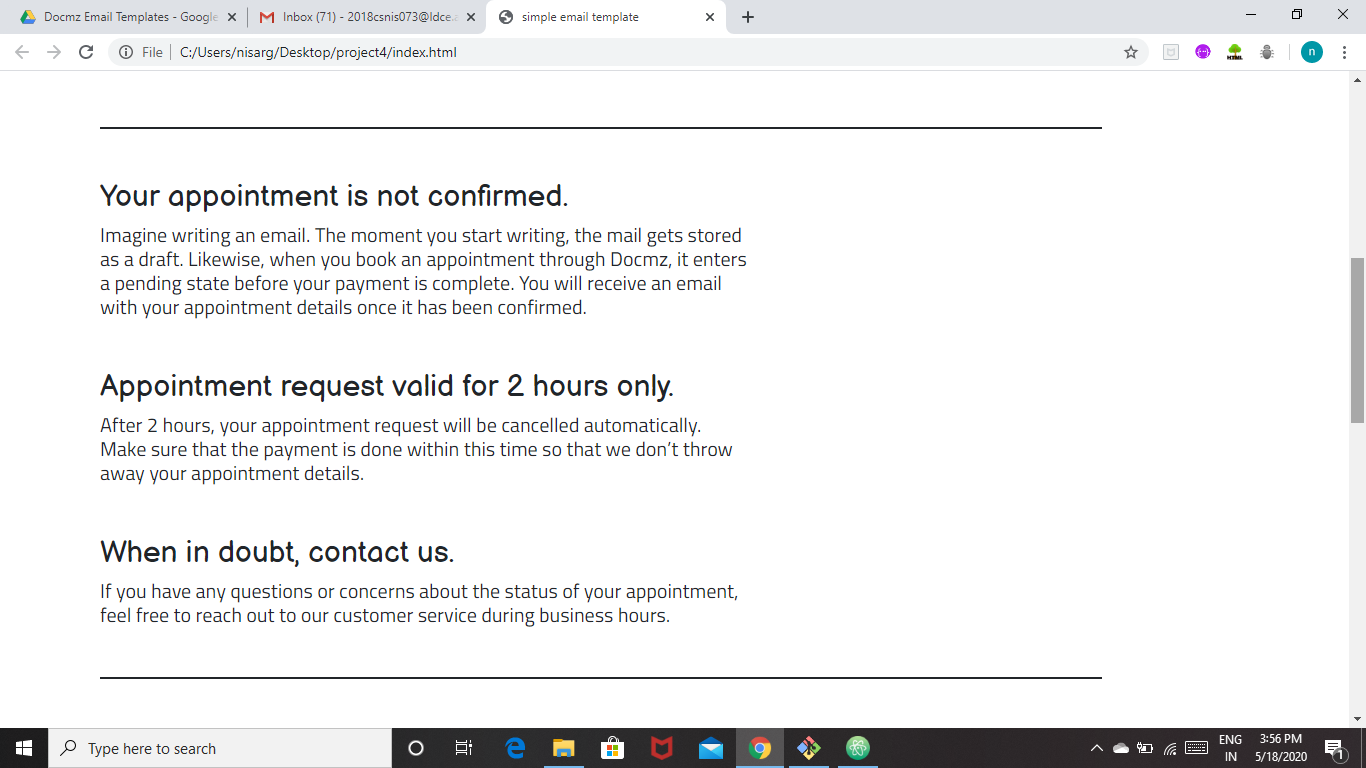 Docmz Email Templates - Google
Inbox (71) - 2018csnis073@ldce.a
simple email template
File
C:/Users/nisarg/Desktop/project4/index.html
HTML
n
Your appointment is not confirmed.
Imagine writing an email. The moment you start writing, the mail gets stored
as a draft. Likewise, when you book an appointment through Docmz, it enters
a pending state before your payment is complete. You will receive an email
with your appointment details once it has been confirmed.
Appointment request valid for 2 hours only.
After 2 hours, your appointment request will be cancelled automatically.
Make sure that the payment is done within this time so that we don’t throw
away your appointment details.
When in doubt, contact us.
If you have any questions or concerns about the status of your appointment,
feel free to reach out to our customer service during business hours.
Type here to search
ENG
IN
3:56 PM
5/18/2020
1